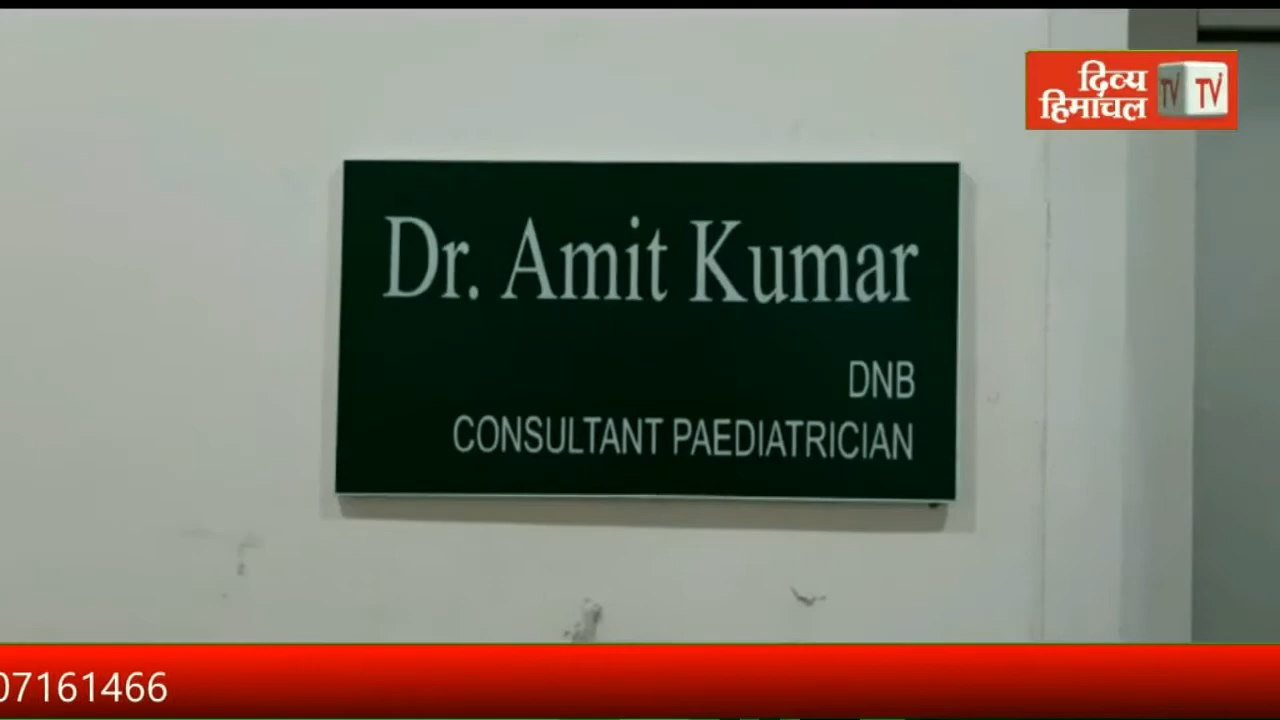 दिव्य
हिमाचल
TV TV
Dr. Amit Kumar
DNB
CONSULTANT PAEDIATRICIAN
07161466